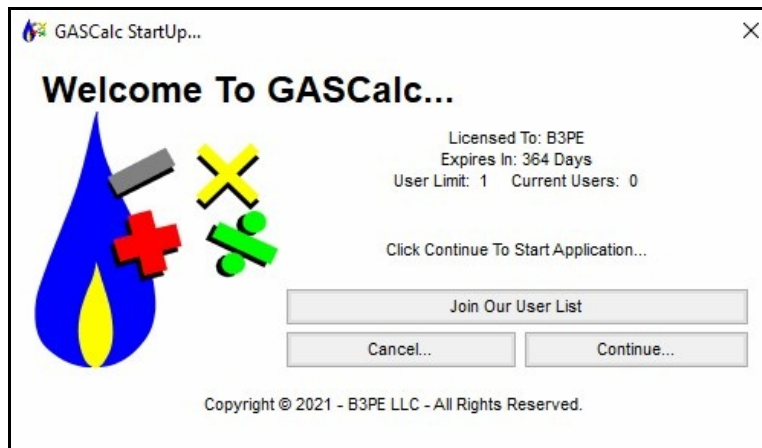 GASCalc StartUp...
Welcome To GASCalc...
Licensed To: B3PE
Expires In: 364 Days
User Limit: 1 Current Users: 0
Click Continue To Start Application...
Join Our User List
Cancel...
Continue...
Copyright © 2021 - B3PE LLC - All Rights Reserved.